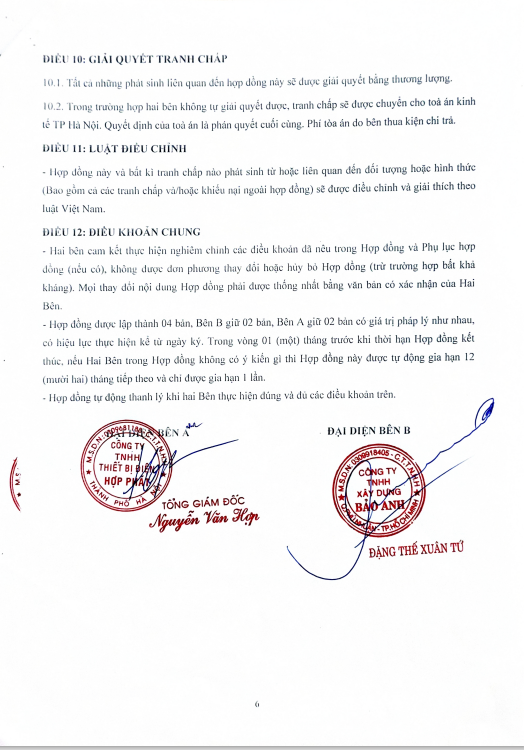 ĐIỀU 10: GIẢI QUYẾT TRANH CHẤP
10.1. Tất cả những phát sinh liên quan đến hợp đồng này sẽ được giải quyết bằng thương lượng.
10.2. Trong trường hợp hai bên không tự giải quyết được, tranh chấp sẽ được chuyển cho toà án kinh
tế TP Hà Nội. Quyết định của toà án là phán quyết cuối cùng. Phí tòa án do bên thua kiện chi trả.
ĐIỀU 11: LUẬT ĐIỀU CHỈNH
- Hợp đồng này và bất kì tranh chấp nào phát sinh từ hoặc liên quan đến đối tượng hoặc hình thức
(Bao gồm cả các tranh chấp và/hoặc khiếu nại ngoài hợp đồng) sẽ được điều chỉnh và giải thích theo
luật Việt Nam.
ĐIỀU 12: ĐIỀU KHOẢN CHUNG
- Hai bên cam kết thực hiện nghiêm chỉnh các điều khoản đã nêu trong Hợp đồng và Phụ lục hợp
đồng (nếu có), không được đơn phương thay đổi hoặc hủy bỏ Hợp đồng (trừ trường hợp bất khả
kháng). Mọi thay đổi nội dung Hợp đồng phải được thống nhất bằng văn bản có xác nhận của Hai
Bên.
- Hợp đồng được lập thành 04 bản, Bên B giữ 02 bản, Bên A giữ 02 bản có giá trị pháp lý như nhau,
có hiệu lực thực hiện kể từ ngày ký. Trong vòng 01 (một) tháng trước khi thời hạn Hợp đồng kết
thúc, nếu Hai Bên trong Hợp đồng không có ý kiến gì thì Hợp đồng này được tự động gia hạn 12
(mười hai) tháng tiếp theo và chỉ được gia hạn 1 lần.
- Hợp đồng tự động thanh lý khi hai Bên thực hiện đúng và đủ các điều khoản trên.
ĐẠI DIỆN BÊN A
ĐẠI DIỆN BÊN B
CÔNG TY
TNHH
THIẾT BỊ ĐIỆN
HỢP PHÁT
THÀNH PHỐ HÀ NỘI
TỔNG GIÁM ĐỐC
Nguyễn Văn Hợp
M.S.D.N: 0309918405 - C.T.T.N.H.H
CÔNG TY
TNHH
XÂY DỰNG
BẢO ANH
TP.HỒ CHÍ MINH
ĐẶNG THẾ XUÂN TỨ
M.S.
6